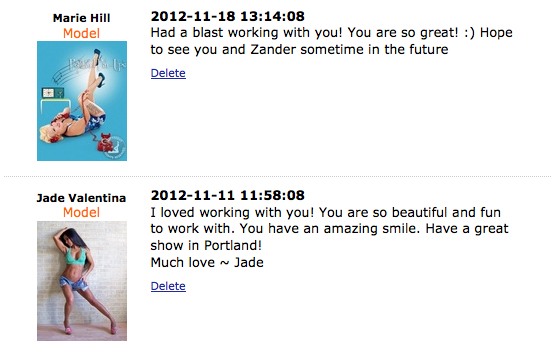 Marie Hill
Model
2012-11-18 13:14:08
Had a blast working with you! You are so great! :) Hope
to see you and Zander sometime in the future
Delete
Jade Valentina
Model
2012-11-11 11:58:08
I loved working with you! You are so beautiful and fun
to work with. You have an amazing smile. Have a great
show in Portland!
Much love ~ Jade
Delete